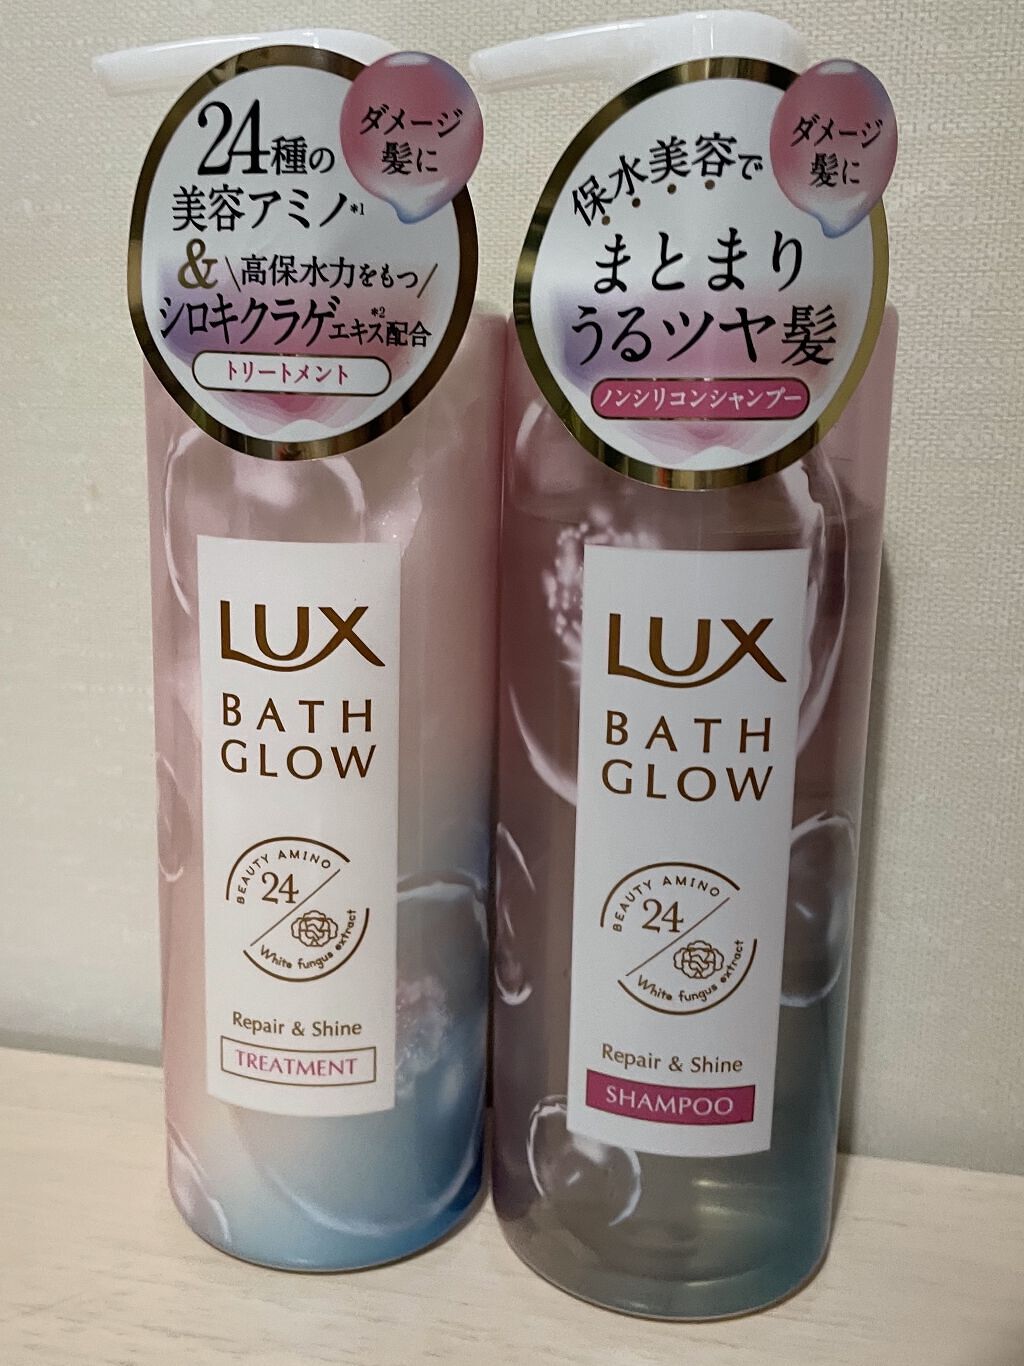 24種の
美容アミノ*1
&\高保水力をもつ/
シロキクラゲエキス*2配合
トリートメント
ダメージ
髪に
LUX
BATH
GLOW
BEAUTY AMINO
24
White fungus extract
Repair & Shine
TREATMENT
保水美容で
まとまり
うるツヤ髪
ノンシリコンシャンプー
ダメージ
髪に
LUX
BATH
GLOW
BEAUTY AMINO
24
White fungus extract
Repair & Shine
SHAMPOO